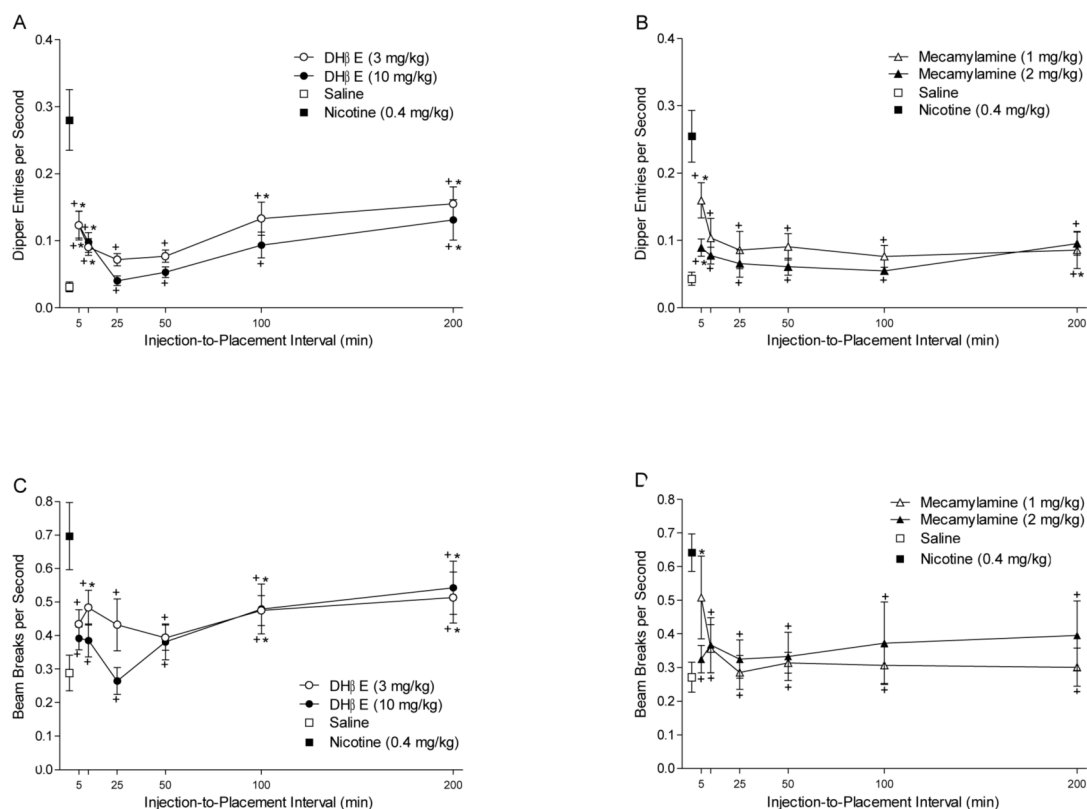 A
0.4
0.3
0.2
0.1
0.0
Dipper Entries per Second
DHβE (3 mg/kg)
DHβE (10 mg/kg)
Saline
Nicotine (0.4 mg/kg)
+*
+*
+*
+*
+
+
+
+
+*
+
+*
+*
5 25 50 100 200
Injection-to-Placement Interval (min)
B
0.4
0.3
0.2
0.1
0.0
Dipper Entries per Second
Mecamylamine (1 mg/kg)
Mecamylamine (2 mg/kg)
Saline
Nicotine (0.4 mg/kg)
+*
+
+*
+
+
+
+
+
+
+
+
+*
5 25 50 100 200
Injection-to-Placement Interval (min)
C
0.8
0.7
0.6
0.5
0.4
0.3
0.2
0.1
0.0
Beam Breaks per Second
+
+*
+
+
+
+
+
+
+*
+*
+*
+*
DHβE (3 mg/kg)
DHβE (10 mg/kg)
Saline
Nicotine (0.4 mg/kg)
5 25 50 100 200
Injection-to-Placement Interval (min)
D
0.8
0.7
0.6
0.5
0.4
0.3
0.2
0.1
0.0
Beam Breaks per Second
Mecamylamine (1 mg/kg)
Mecamylamine (2 mg/kg)
Saline
Nicotine (0.4 mg/kg)
*
+
+
+
+
+
+
+
+
+
+
+
5 25 50 100 200
Injection-to-Placement Interval (min)